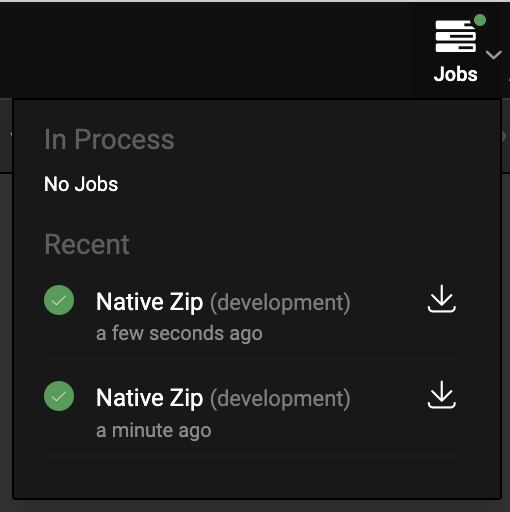 Jobs
In Process
No Jobs
Recent
Native Zip (development)
a few seconds ago
Native Zip (development)
a minute ago